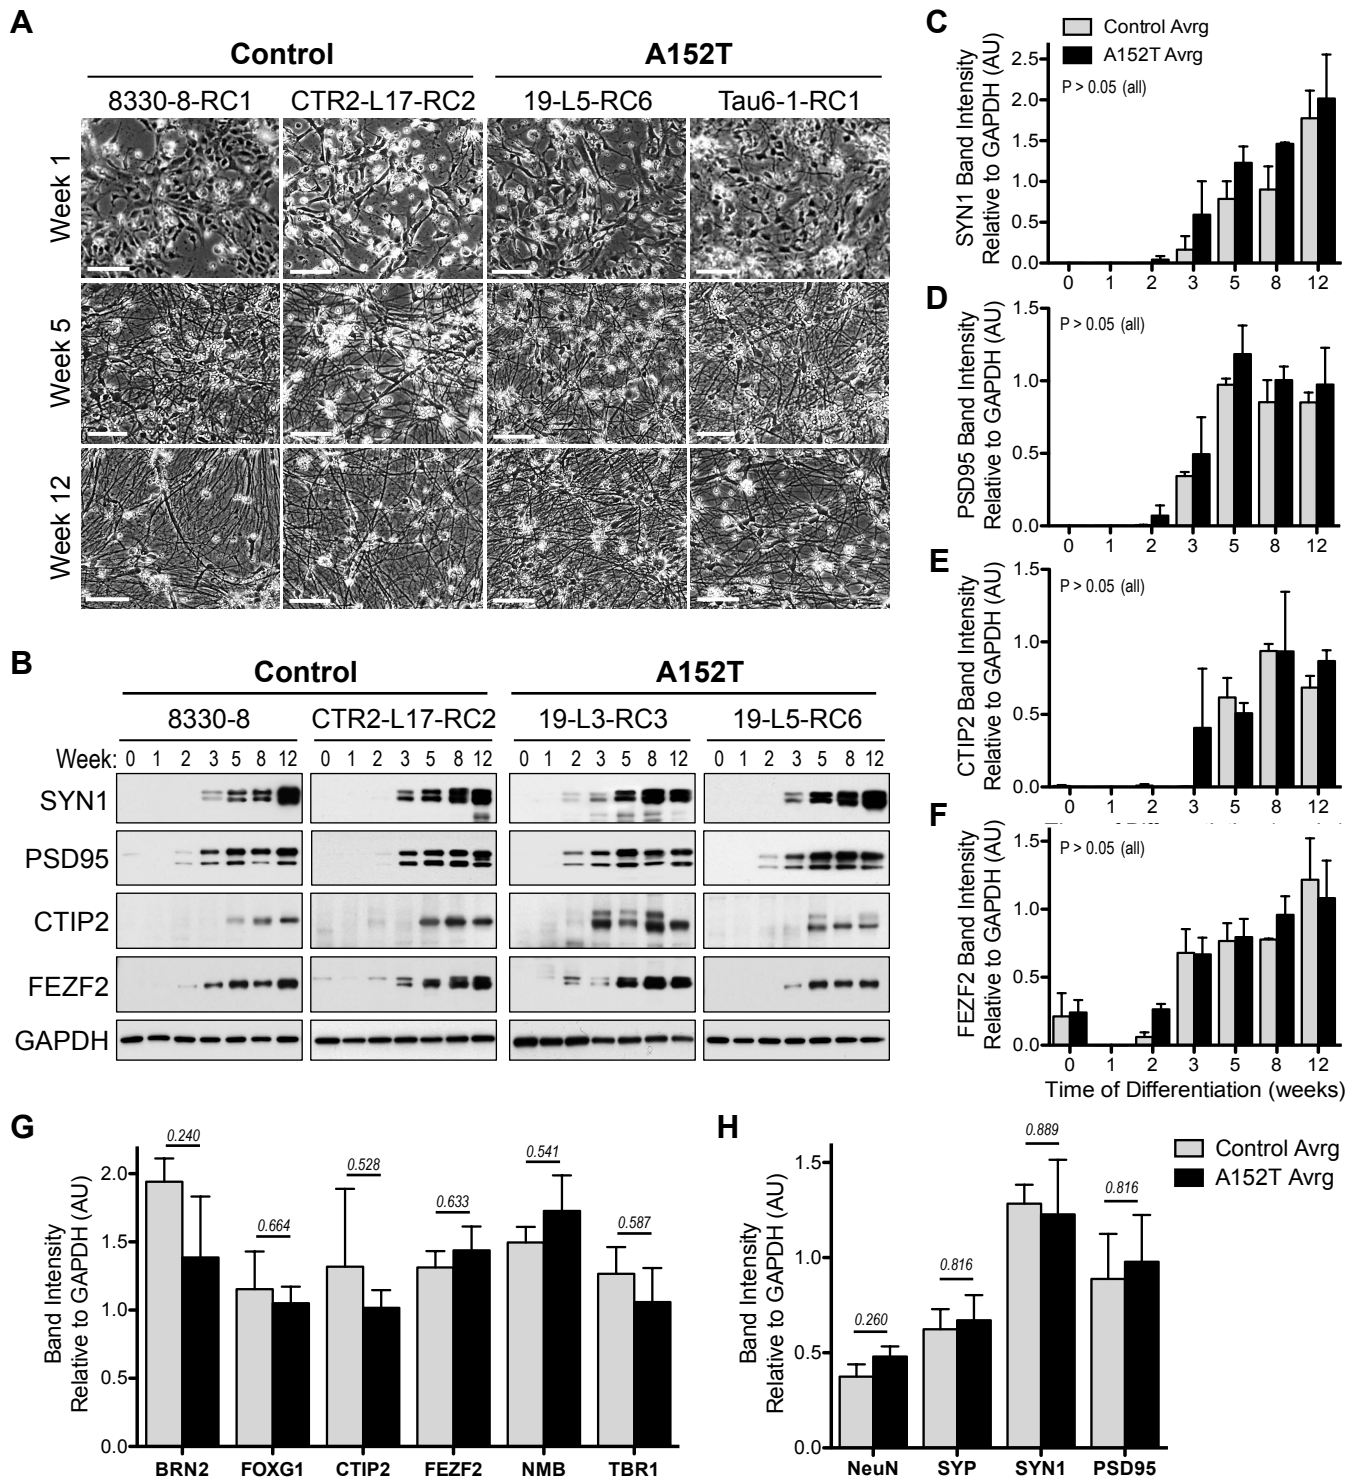 A
Control
A152T
8330-8-RC1
CTR2-L17-RC2
19-L5-RC6
Tau6-1-RC1
Week 1
Week 5
Week 12
B
Control
A152T
8330-8
CTR2-L17-RC2
19-L3-RC3
19-L5-RC6
Week: 0 1 2 3 5 8 12 0 1 2 3 5 8 12 0 1 2 3 5 8 12 0 1 2 3 5 8 12
SYN1
PSD95
CTIP2
FEZF2
GAPDH
C
Control Avrg
A152T Avrg
P > 0.05 (all)
SYN1 Band Intensity
Relative to GAPDH (AU)
2.5
2.0
1.5
1.0
0.5
0.0
0 1 2 3 5 8 12
D
P > 0.05 (all)
PSD95 Band Intensity
Relative to GAPDH (AU)
1.5
1.0
0.5
0.0
0 1 2 3 5 8 12
E
P > 0.05 (all)
CTIP2 Band Intensity
Relative to GAPDH (AU)
1.5
1.0
0.5
0.0
0 1 2 3 5 8 12
F
P > 0.05 (all)
FEZF2 Band Intensity
Relative to GAPDH (AU)
1.5
1.0
0.5
0.0
0 1 2 3 5 8 12
Time of Differentiation (weeks)
G
Band Intensity
Relative to GAPDH (AU)
2.0
1.5
1.0
0.5
0.0
0.240
0.664
0.528
0.633
0.541
0.587
BRN2 FOXG1 CTIP2 FEZF2 NMB TBR1
H
Control Avrg
A152T Avrg
Band Intensity
Relative to GAPDH (AU)
1.5
1.0
0.5
0.0
0.260
0.816
0.889
0.816
NeuN SYP SYN1 PSD95